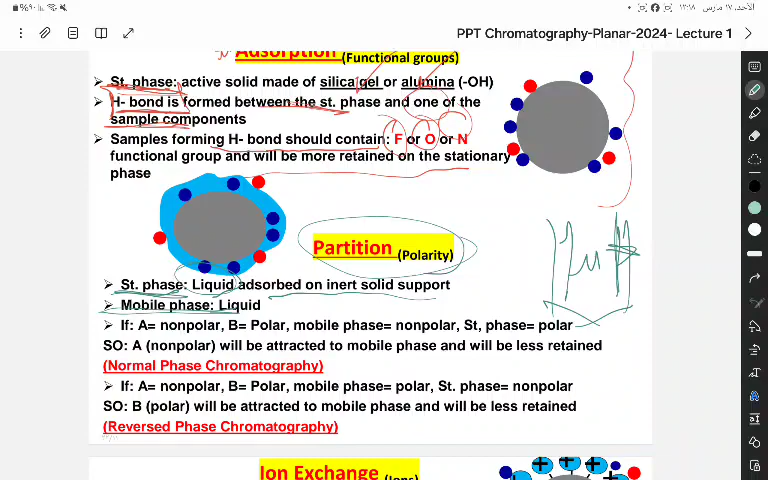 الأحد، ١٧ مارس ١٢:١٨
PPT Chromatography-Planar-2024- Lecture 1
Adsorption (Functional groups)
St. phase: active solid made of silica gel or alumina (-OH)
H- bond is formed between the st. phase and one of the
sample components
Samples forming H- bond should contain: F or O or N
functional group and will be more retained on the stationary
phase
Partition (Polarity)
St. phase: Liquid adsorbed on inert solid support
Mobile phase: Liquid
If: A= nonpolar, B= Polar, mobile phase= nonpolar, St, phase= polar
SO: A (nonpolar) will be attracted to mobile phase and will be less retained
(Normal Phase Chromatography)
If: A= nonpolar, B= Polar, mobile phase= polar, St. phase= nonpolar
SO: B (polar) will be attracted to mobile phase and will be less retained
(Reversed Phase Chromatography)
Ion Exchange (Ions)